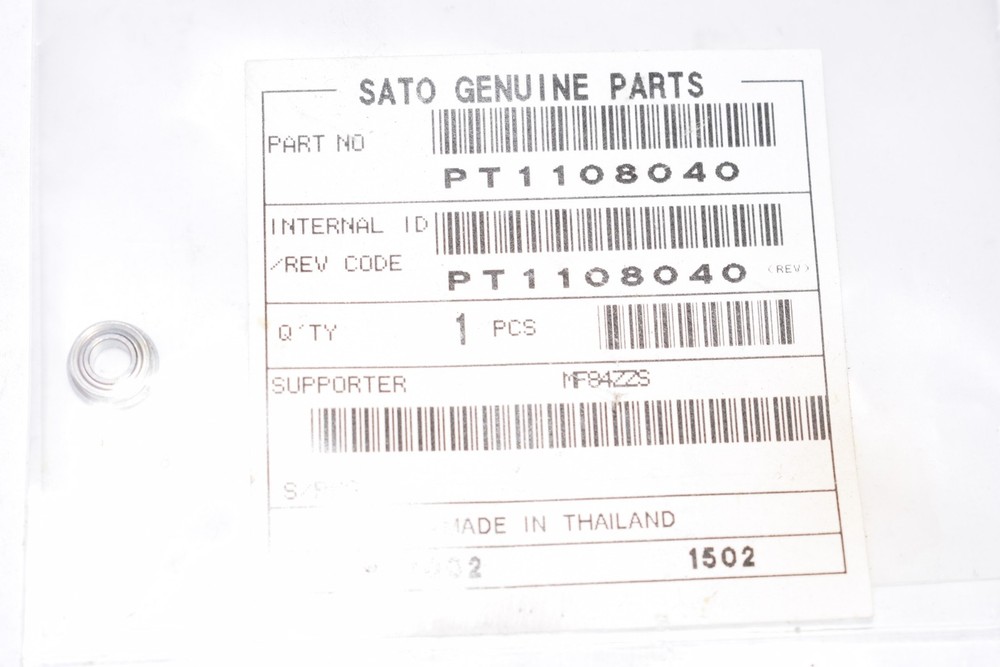 SATO GENUINE PARTS
PART NO
PT1108040
INTERNAL ID
/REV CODE
PT1108040 (REV)
Q'TY 1 PCS
SUPPORTER MF84ZZS
MADE IN THAILAND
1502